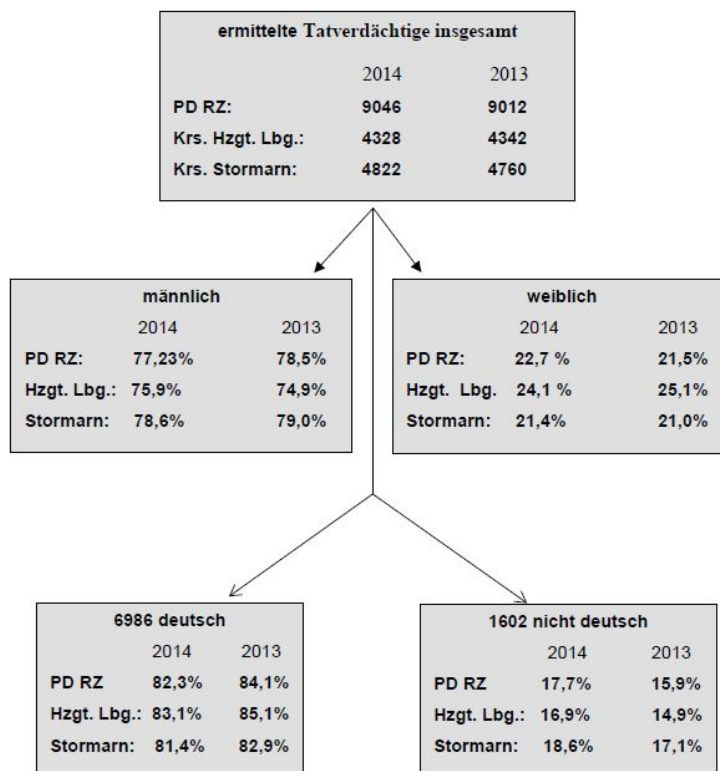 ermittelte Tatverdächtige insgesamt
2014 2013
PD RZ: 9046 9012
Krs. Hzgt. Lbg.: 4328 4342
Krs. Stormarn: 4822 4760
männlich
2014 2013
PD RZ: 77,23% 78,5%
Hzgt. Lbg.: 75,9% 74,9%
Stormarn: 78,6% 79,0%
weiblich
2014 2013
PD RZ: 22,7 % 21,5%
Hzgt. Lbg. 24,1 % 25,1%
Stormarn: 21,4% 21,0%
6986 deutsch
2014 2013
PD RZ 82,3% 84,1%
Hzgt. Lbg.: 83,1% 85,1%
Stormarn: 81,4% 82,9%
1602 nicht deutsch
2014 2013
PD RZ 17,7% 15,9%
Hzgt. Lbg.: 16,9% 14,9%
Stormarn: 18,6% 17,1%